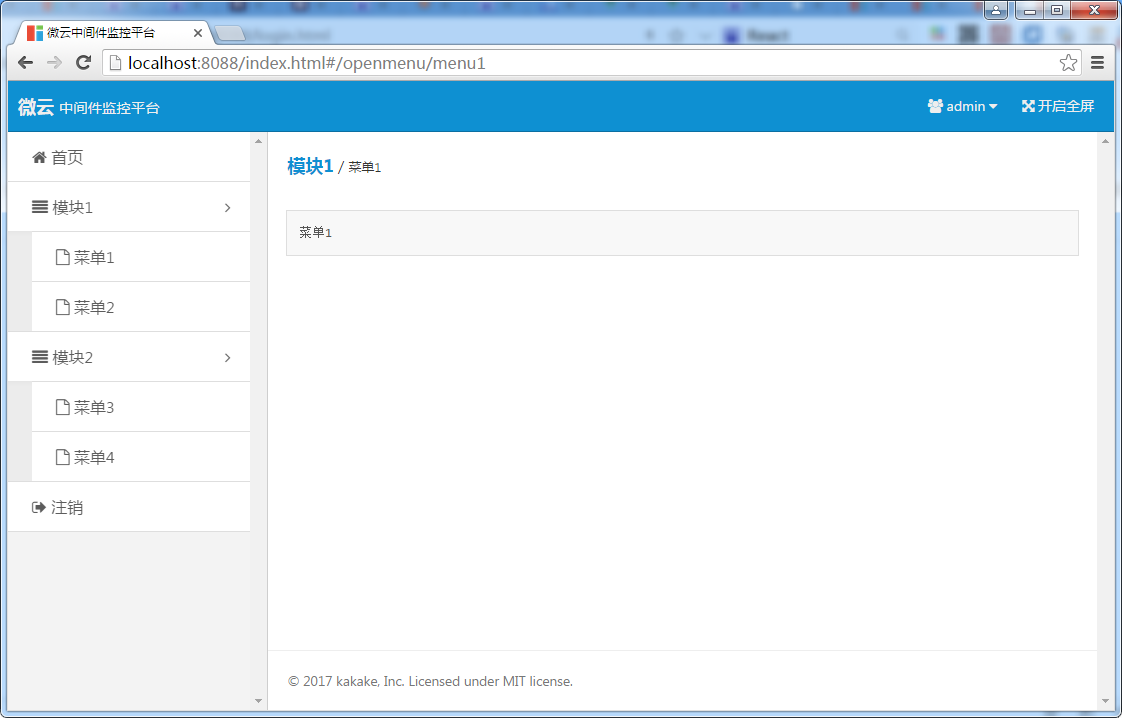 微云中间件监控平台
localhost:8088/index.html#/openmenu/menu1
微云 中间件监控平台
admin 开启全屏
首页
模块1
菜单1
菜单2
模块2
菜单3
菜单4
注销
模块1 / 菜单1
菜单1
© 2017 kakake, Inc. Licensed under MIT license.